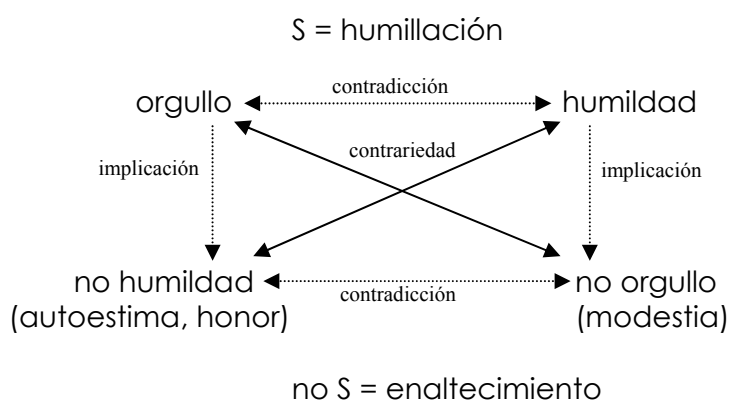 S = humillación
contradicción
orgullo
humildad
contrariedad
implicación
implicación
no humildad
(autoestima, honor)
contradicción
no orgullo
(modestia)
no S = enaltecimiento